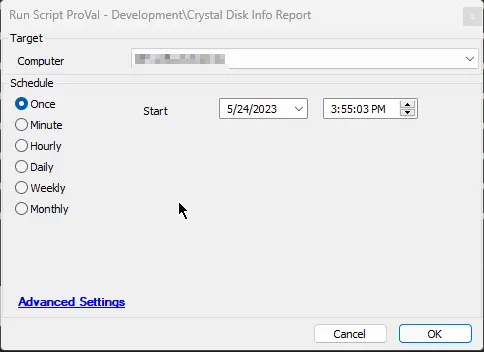 Run Script ProVal - Development\Crystal Disk Info Report
Target
Computer
Schedule
Once
Start
5/24/2023
3:55:03 PM
Minute
Hourly
Daily
Weekly
Monthly
Advanced Settings
Cancel
OK